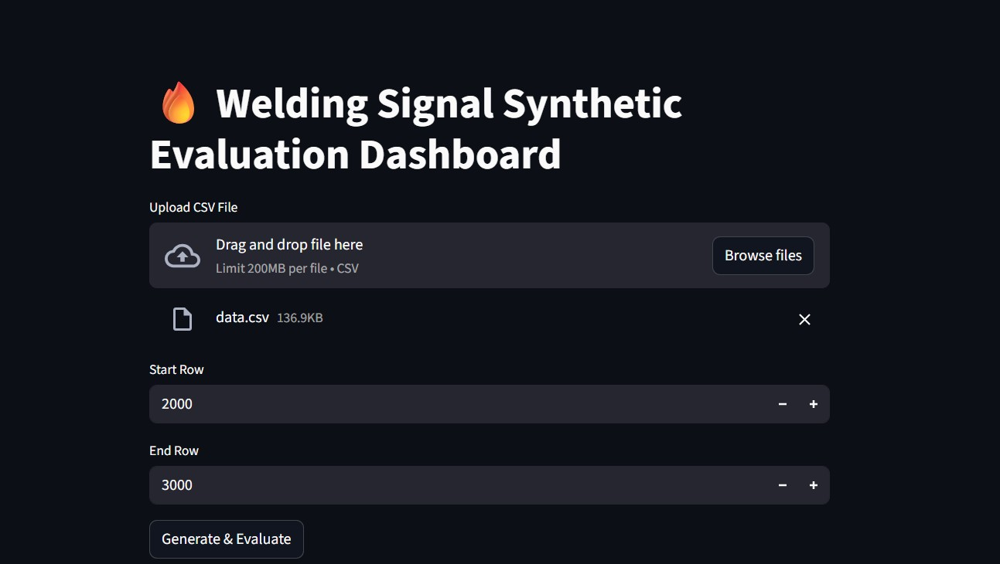 🔥 Welding Signal Synthetic
Evaluation Dashboard
Upload CSV File
Drag and drop file here
Limit 200MB per file • CSV
Browse files
data.csv 136.9KB
Start Row
2000
End Row
3000
Generate & Evaluate